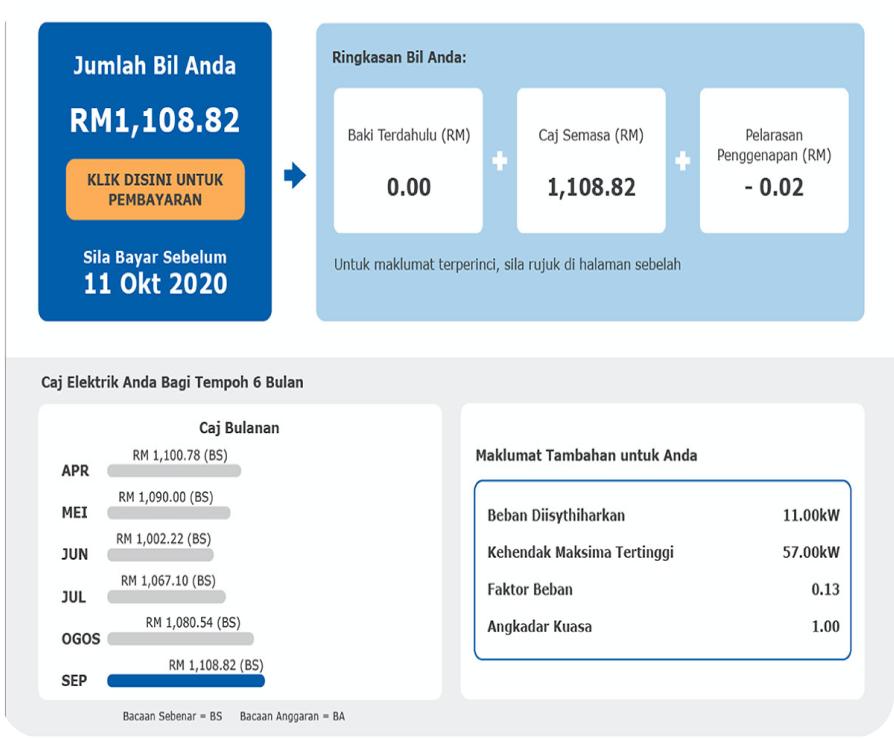 Jumlah Bil Anda
RM1,108.82
KLIK DISINI UNTUK
PEMBAYARAN
Sila Bayar Sebelum
11 Okt 2020
Ringkasan Bil Anda:
Baki Terdahulu (RM)
0.00
Caj Semasa (RM)
1,108.82
Pelarasan
Penggenapan (RM)
- 0.02
Untuk maklumat terperinci, sila rujuk di halaman sebelah
Caj Elektrik Anda Bagi Tempoh 6 Bulan
Caj Bulanan
RM 1,100.78 (BS)
APR
RM 1,090.00 (BS)
MEI
RM 1,002.22 (BS)
JUN
RM 1,067.10 (BS)
JUL
RM 1,080.54 (BS)
OGOS
RM 1,108.82 (BS)
SEP
Bacaan Sebenar = BS Bacaan Anggaran = BA
Maklumat Tambahan untuk Anda
Beban Diisythiharkan 11.00kW
Kehendak Maksima Tertinggi 57.00kW
Faktor Beban 0.13
Angkadar Kuasa 1.00